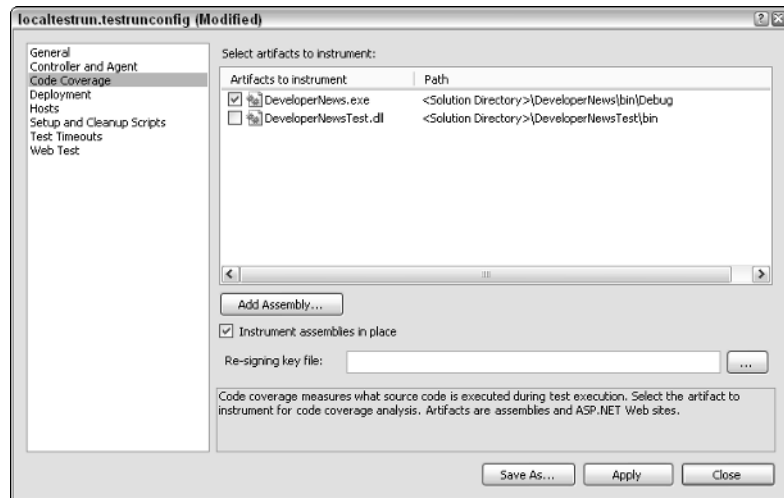 localtestrun.testrunconfig (Modified)
General
Controller and Agent
Code Coverage
Deployment
Hosts
Setup and Cleanup Scripts
Test Timeouts
Web Test
Select artifacts to instrument:
Artifacts to instrument Path
DeveloperNews.exe <Solution Directory>\DeveloperNews\bin\Debug
DeveloperNewsTest.dll <Solution Directory>\DeveloperNewsTest\bin
Add Assembly...
Instrument assemblies in place
Re-signing key file:
...
Code coverage measures what source code is executed during test execution. Select the artifact to
instrument for code coverage analysis. Artifacts are assemblies and ASP.NET Web sites.
Save As... Apply Close